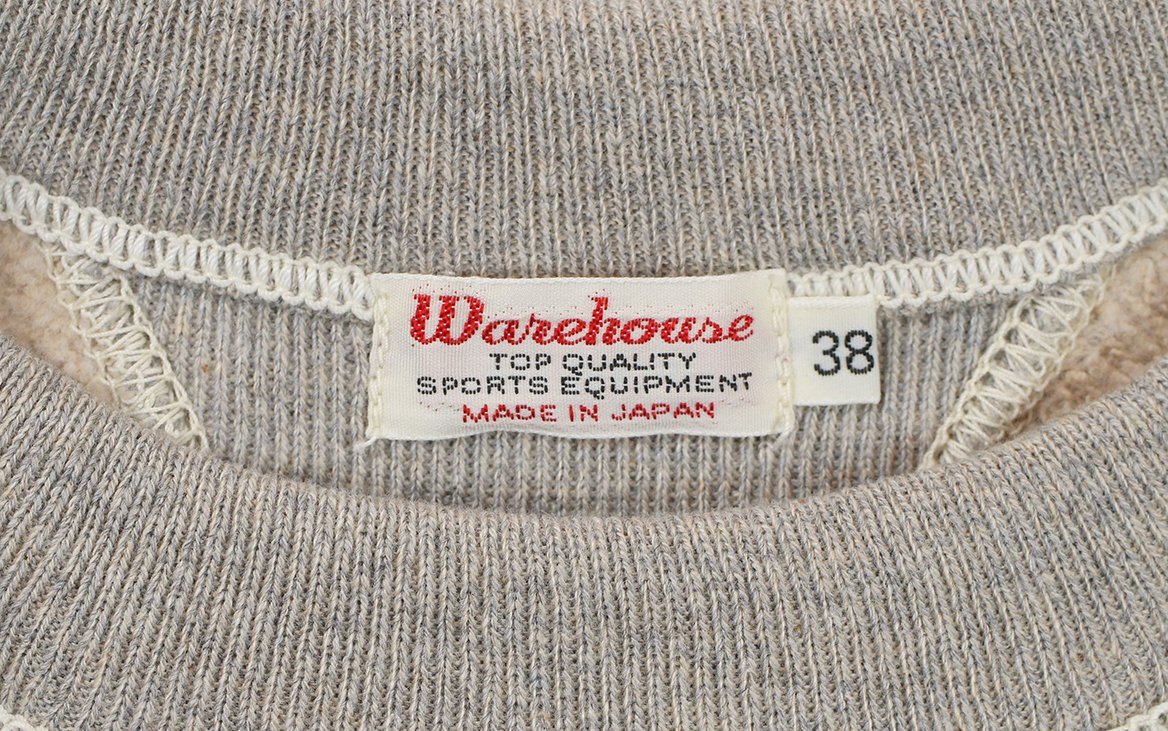 Warehouse
TOP QUALITY
SPORTS EQUIPMENT
MADE IN JAPAN
38